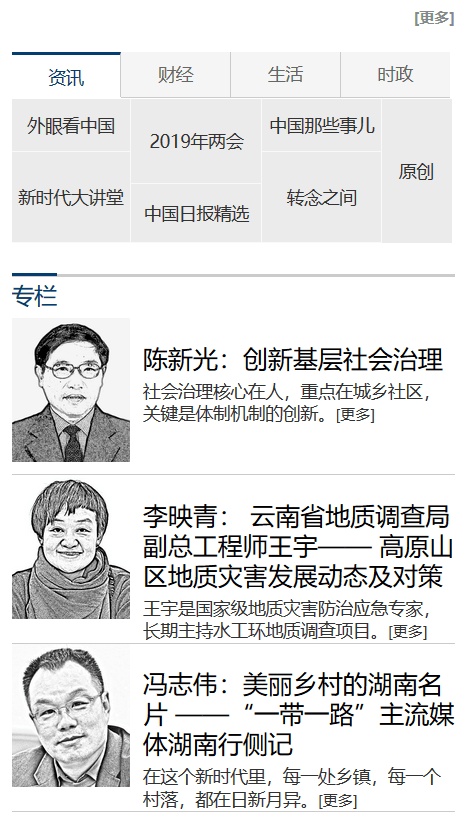 [更多]
资讯 财经 生活 时政
外眼看中国 2019年两会 中国那些事儿 原创
新时代大讲堂 中国日报精选 转念之间
专栏
陈新光：创新基层社会治理
社会治理核心在人，重点在城乡社区，
关键是体制机制的创新。[更多]
李映青： 云南省地质调查局
副总工程师王宇—— 高原山
区地质灾害发展动态及对策
王宇是国家级地质灾害防治应急专家，
长期主持水工环地质调查项目。[更多]
冯志伟：美丽乡村的湖南名
片 ——“一带一路”主流媒
体湖南行侧记
在这个新时代里，每一处乡镇，每一个
村落，都在日新月异。[更多]